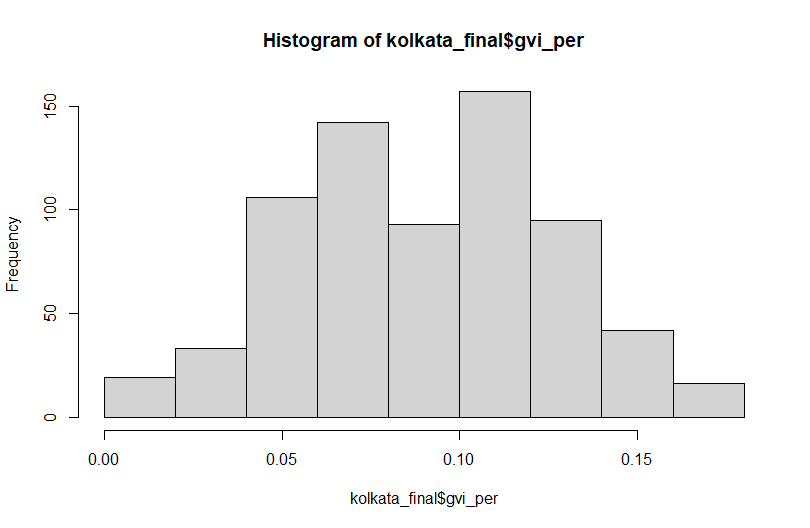 Histogram of kolkata_final$gvi_per
Frequency
150
100
50
0
0.00 0.05 0.10 0.15
kolkata_final$gvi_per